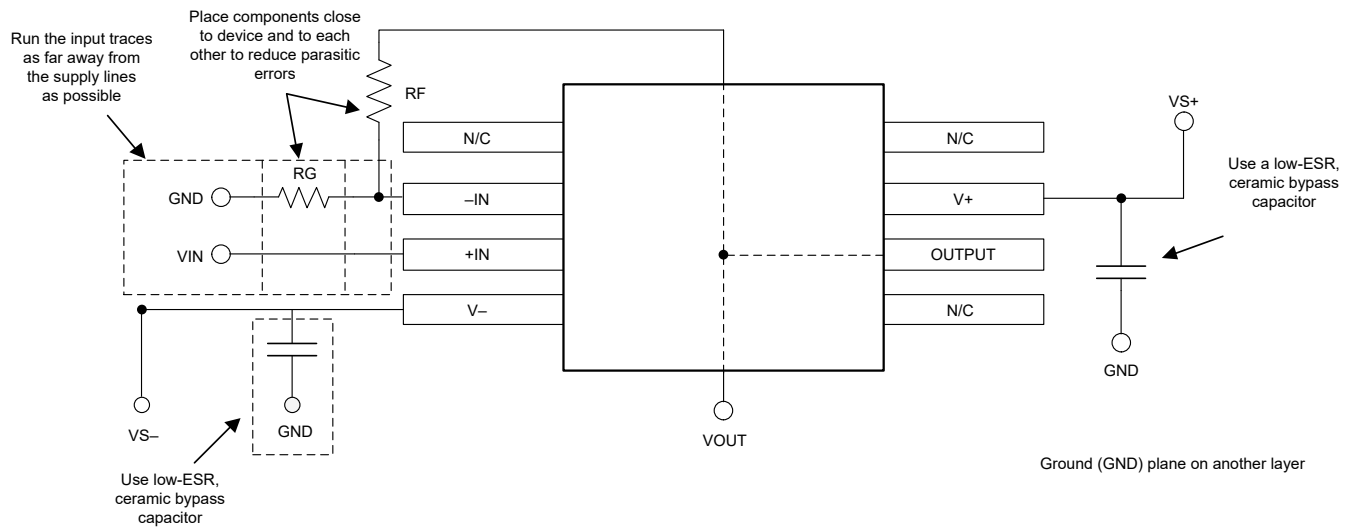 Run the input traces
as far away from
the supply lines
as possible
Place components close
to device and to each
other to reduce parasitic
errors
RF
N/C
N/C
VS+
Use a low-ESR,
ceramic bypass
capacitor
RG
GND
–IN
V+
VIN
+IN
OUTPUT
V–
N/C
GND
VS–
GND
VOUT
Use low-ESR,
ceramic bypass
capacitor
Ground (GND) plane on another layer